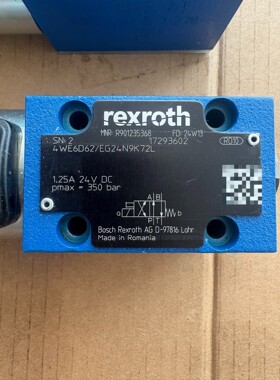 rexroth
MNR: R901235368 FD: 24W13
SN: 2 17293602
4WE6D62/EG24N9K72L
1.25A 24V DC
pmax = 350 bar
A B
a
P T
Bosch Rexroth AG D-97816 Lohr
Made in Romania